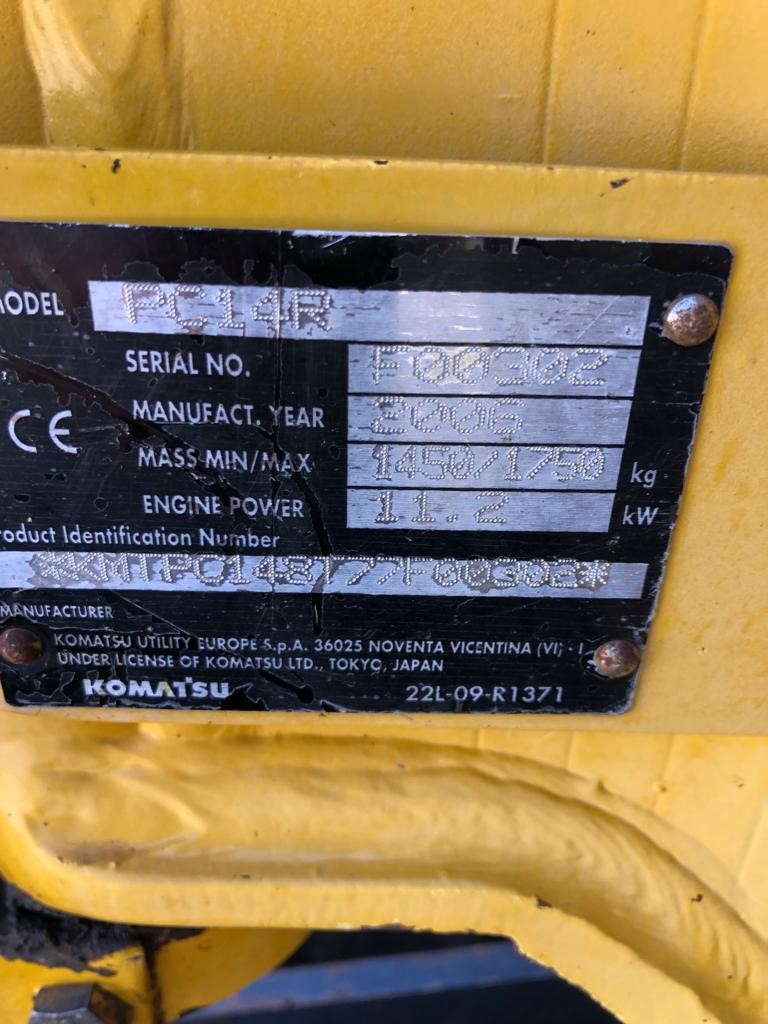 MODEL PC14R
SERIAL NO. F00302
MANUFACT. YEAR 2006
CE
MASS MIN/MAX 1450/1750 kg
ENGINE POWER 11.2 kW
roduct Identification Number
MANUFACTURER
KOMATSU UTILITY EUROPE S.p.A. 36025 NOVENTA VICENTINA (VI) - I
UNDER LICENSE OF KOMATSU LTD., TOKYO, JAPAN
KOMATSU 22L-09-R1371